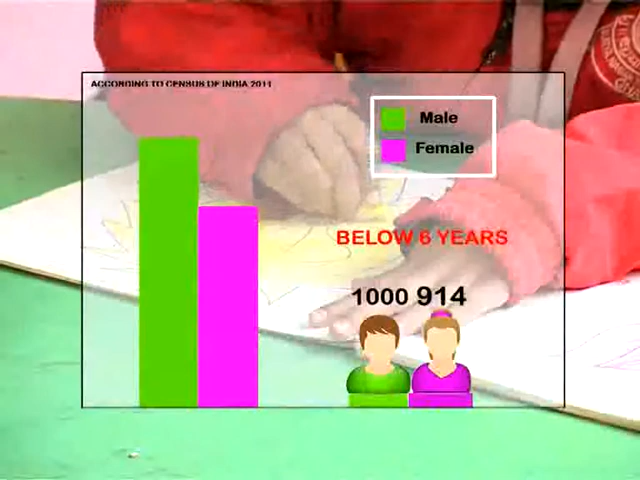 ACCORDING TO CENSUS OF INDIA 2011
Male
Female
BELOW 6 YEARS
1000 914